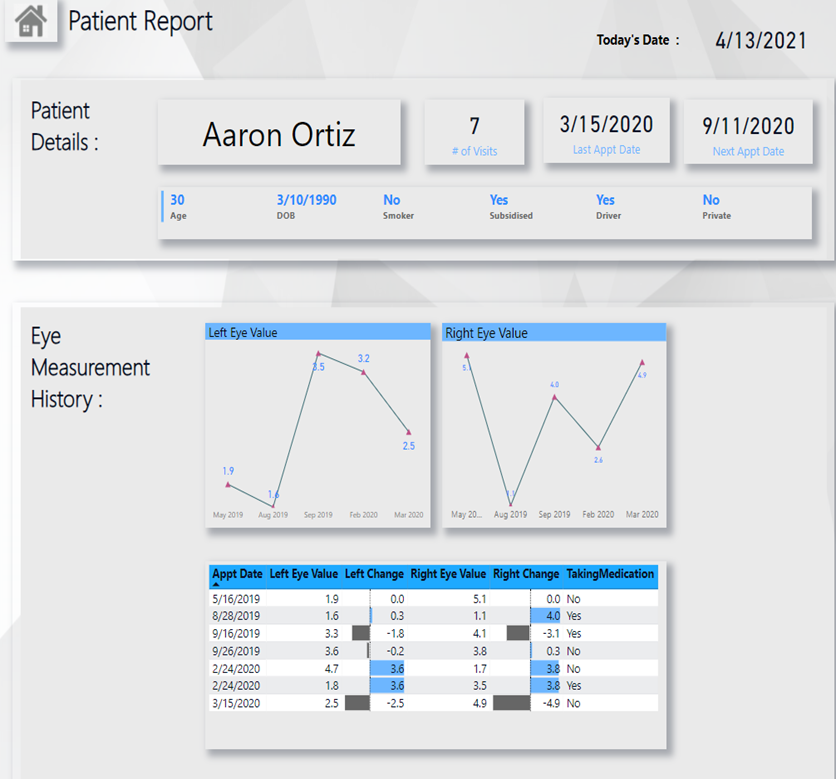 Patient Report
Today's Date : 4/13/2021
Patient
Details :
Aaron Ortiz
7
# of Visits
3/15/2020
Last Appt Date
9/11/2020
Next Appt Date
30 3/10/1990 No Yes Yes No
Age DOB Smoker Subsidised Driver Private
Eye
Measurement
History :
Left Eye Value
3.5
3.2
2.5
1.9
1.6
May 2019 Aug 2019 Sep 2019 Feb 2020 Mar 2020
Right Eye Value
5.1
4.9
4.0
2.6
1.1
May 20... Aug 2019 Sep 2019 Feb 2020 Mar 2020
Appt Date Left Eye Value Left Change Right Eye Value Right Change TakingMedication
5/16/2019 1.9 0.0 5.1 0.0 No
8/28/2019 1.6 0.3 1.1 4.0 Yes
9/16/2019 3.3 -1.8 4.1 -3.1 Yes
9/26/2019 3.6 -0.2 3.8 0.3 No
2/24/2020 4.7 3.6 1.7 3.8 No
2/24/2020 1.8 3.6 3.5 3.8 Yes
3/15/2020 2.5 -2.5 4.9 -4.9 No